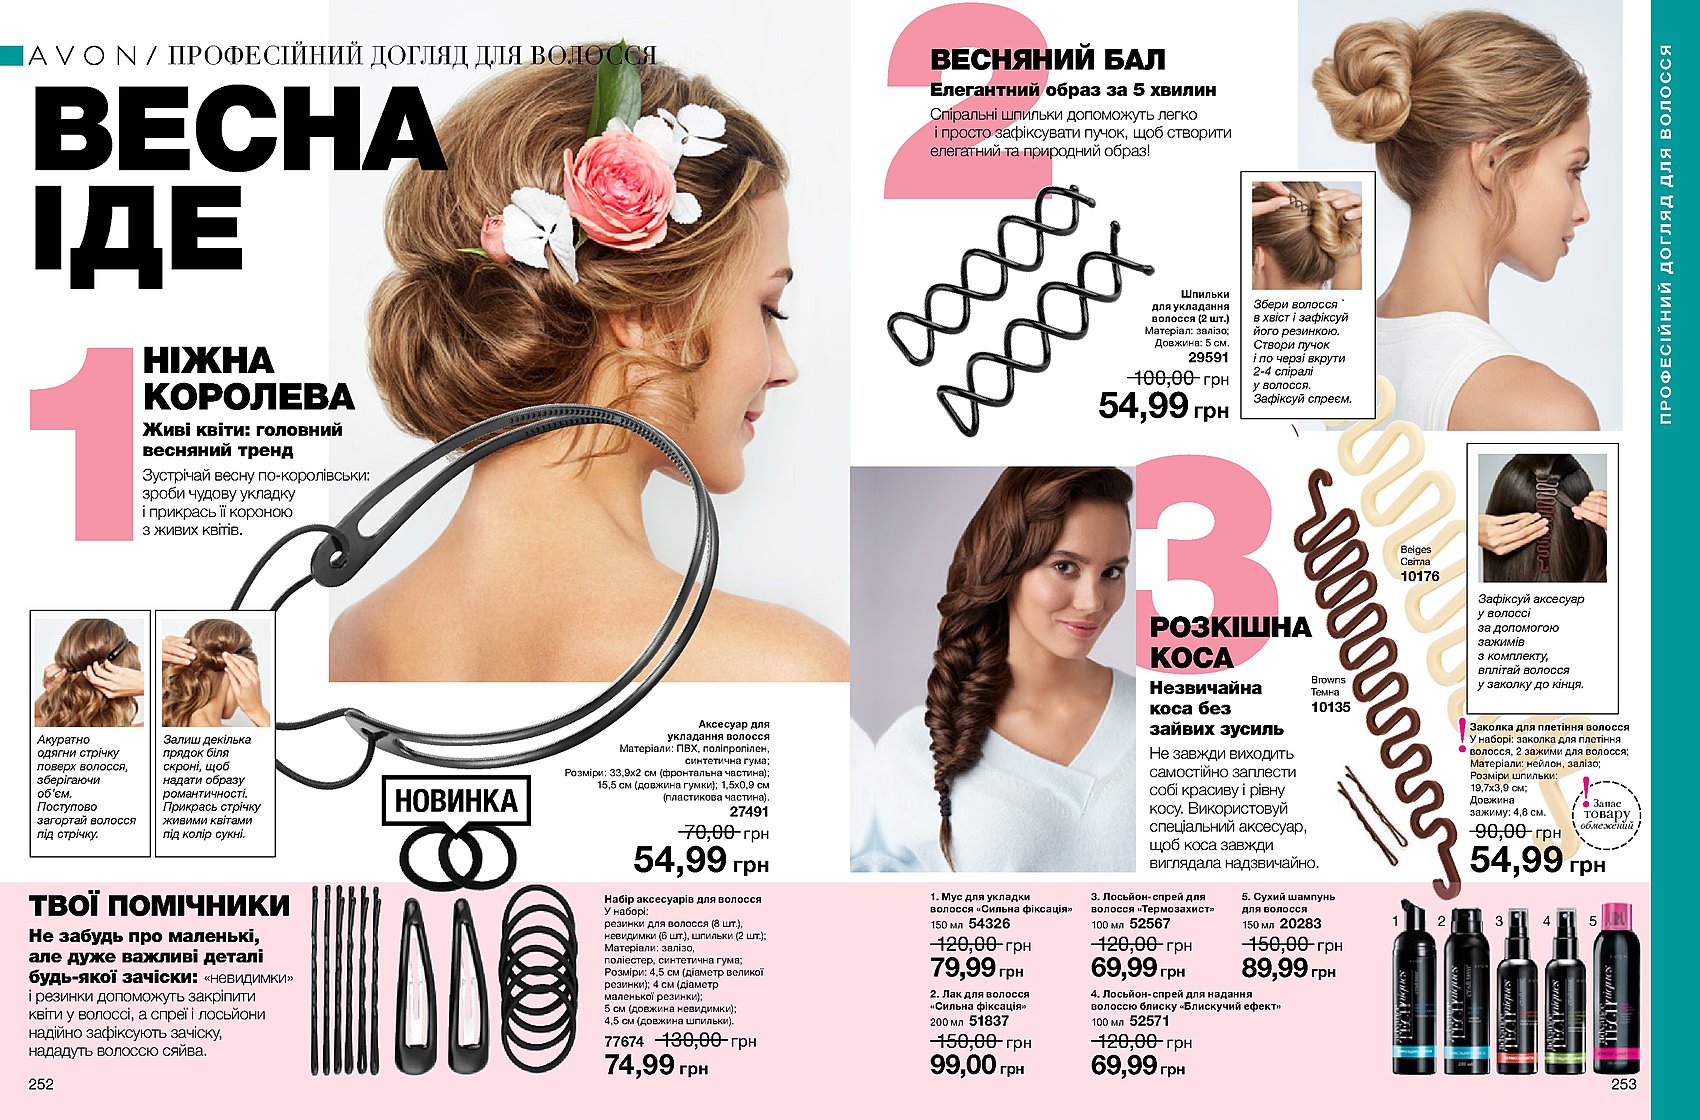 AVON / ПРОФЕСІЙНИЙ ДОГЛЯД ДЛЯ ВОЛОССЯ
ВЕСНА
ІДЕ
1
НІЖНА
КОРОЛЕВА
Живі квіти: головний
весняний тренд
Зустрічай весну по-королівськи:
зроби чудову укладку
і прикрась її короною
з живих квітів.
Акуратно
одягни стрічку
поверх волосся,
зберігаючи
об'єм.
Поступово
загортай волосся
під стрічку.
Залиш декілька
прядок біля
скроні, щоб
надати образу
романтичності.
Прикрась стрічку
живими квітами
під колір сукні.
Аксесуар для
укладання волосся
Матеріали: ПВХ, поліпропілен,
синтетична гума;
Розміри: 33,9х2 см (фронтальна частина);
15,5 см (довжина гумки); 1,5х0,9 см
(пластикова частина).
27491
70,00 грн
54,99 грн
НОВИНКА
ТВОЇ ПОМІЧНИКИ
Не забудь про маленькі,
але дуже важливі деталі
будь-якої зачіски: «невидимки»
і резинки допоможуть закріпити
квіти у волоссі, а спреї і лосьйони
надійно зафіксують зачіску,
нададуть волоссю сяйва.
Набір аксесуарів для волосся
У наборі:
резинки для волосся (8 шт.),
невидимки (6 шт.), шпильки (2 шт.);
Матеріали: залізо,
поліестер, синтетична гума;
Розміри: 4,5 см (діаметр великої
резинки); 4 см (діаметр
маленької резинки);
5 см (довжина невидимки);
4,5 см (довжина шпильки).
77674 130,00 грн
74,99 грн
252
2
ВЕСНЯНИЙ БАЛ
Елегантний образ за 5 хвилин
Спіральні шпильки допоможуть легко
і просто зафіксувати пучок, щоб створити
елегатний та природний образ!
Шпильки
для укладання
волосся (2 шт.)
Матеріал: залізо;
Довжина: 5 см.
29591
100,00 грн
54,99 грн
Збери волосся `
в хвіст і зафіксуй
його резинкою.
Створи пучок
і по черзі вкрути
2-4 спіралі
у волосся.
Зафіксуй спреєм.
3
РОЗКІШНА
КОСА
Незвичайна
коса без
зайвих зусиль
Не завжди виходить
самостійно заплести
собі красиву і рівну
косу. Використовуй
спеціальний аксесуар,
щоб коса завжди
виглядала надзвичайно.
Beiges
Світла
10176
Browns
Темна
10135
Зафіксуй аксесуар
у волоссі
за допомогою
зажимів
з комплекту,
вплітай волосся
у заколку до кінця.
! Заколка для плетіння волосся
У наборі: заколка для плетіння
волосся, 2 зажими для волосся;
Матеріали: нейлон, залізо;
Розміри шпильки:
19,7х3,9 см;
Довжина
зажиму: 4,8 см.
90,00 грн
54,99 грн
! Запас
товару
обмежений
1. Мус для укладки
волосся «Сильна фіксація»
150 мл 54326
120,00 грн
79,99 грн
2. Лак для волосся
«Сильна фіксація»
200 мл 51837
150,00 грн
99,00 грн
3. Лосьйон-спрей для
волосся «Термозахист»
100 мл 52567
120,00 грн
69,99 грн
4. Лосьйон-спрей для надання
волоссю блиску «Блискучий ефект»
100 мл 52571
120,00 грн
69,99 грн
5. Сухий шампунь
для волосся
150 мл 20283
150,00 грн
89,99 грн
1
2
3
4
5
253
ПРОФЕСІЙНИЙ ДОГЛЯД ДЛЯ ВОЛОССЯ